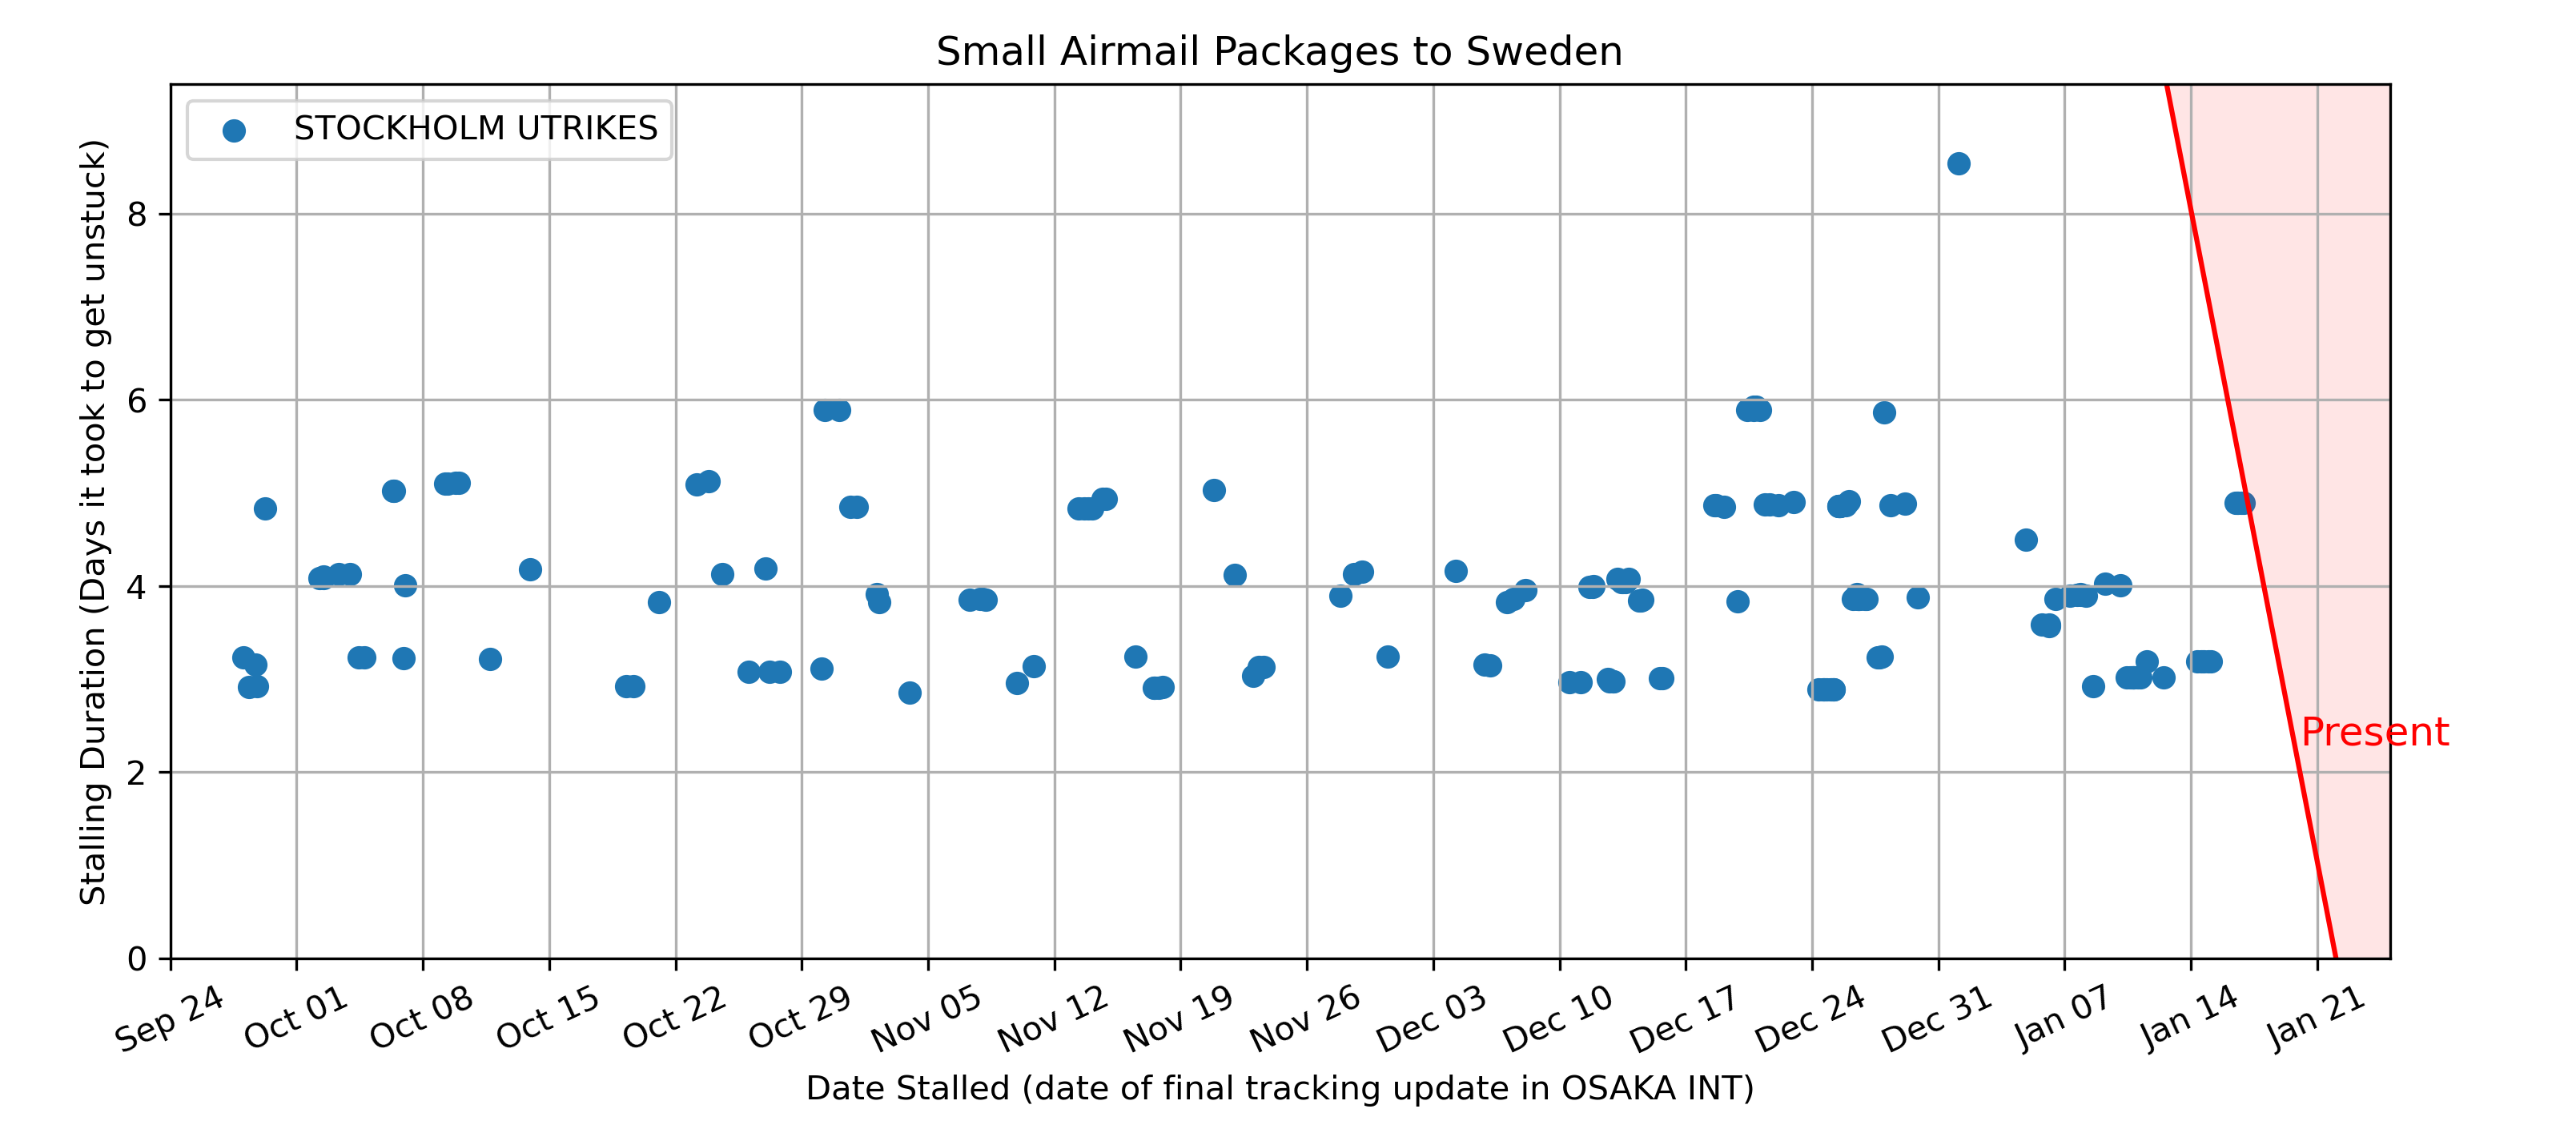 Small Airmail Packages to Sweden
STOCKHOLM UTRIKES
Stalling Duration (Days it took to get unstuck)
8
6
4
2
0
Present
Sep 24
Oct 01
Oct 08
Oct 15
Oct 22
Oct 29
Nov 05
Nov 12
Nov 19
Nov 26
Dec 03
Dec 10
Dec 17
Dec 24
Dec 31
Jan 07
Jan 14
Jan 21
Date Stalled (date of final tracking update in OSAKA INT)